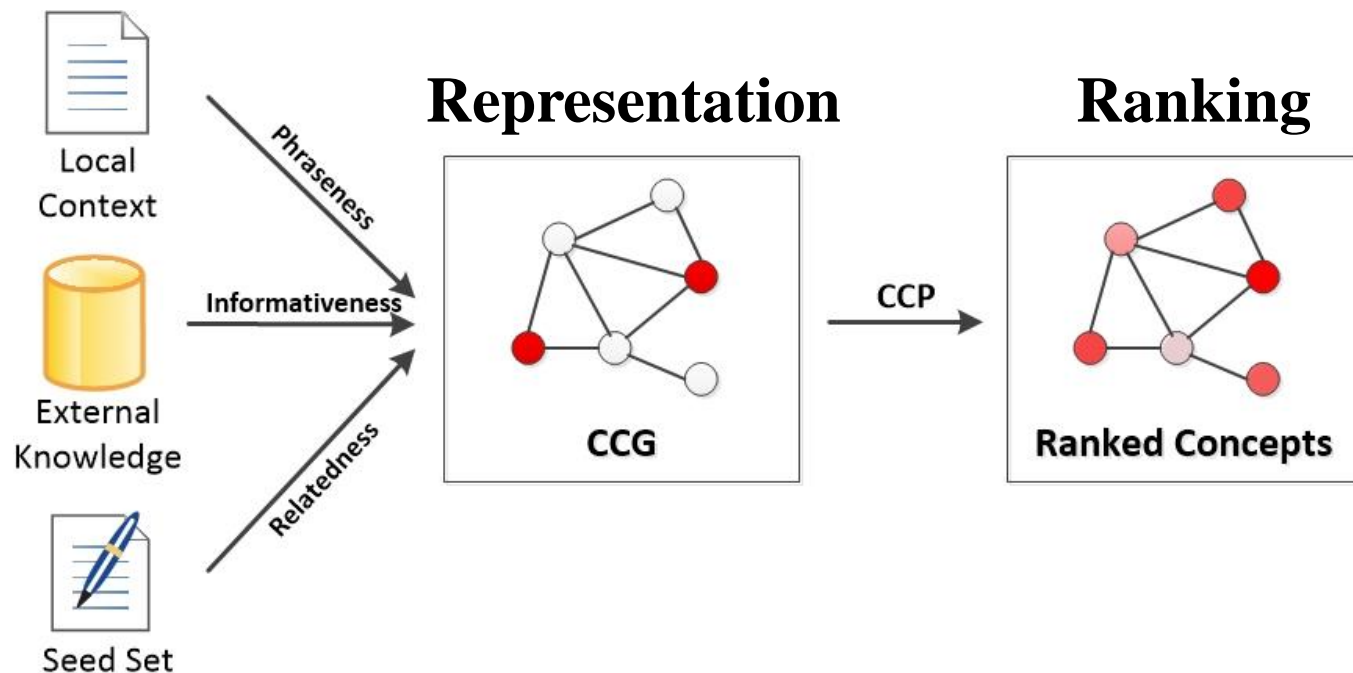 Local
Context
External
Knowledge
Seed Set
Phraseness
Informativeness
Relatedness
Representation
CCG
CCP
Ranking
Ranked Concepts